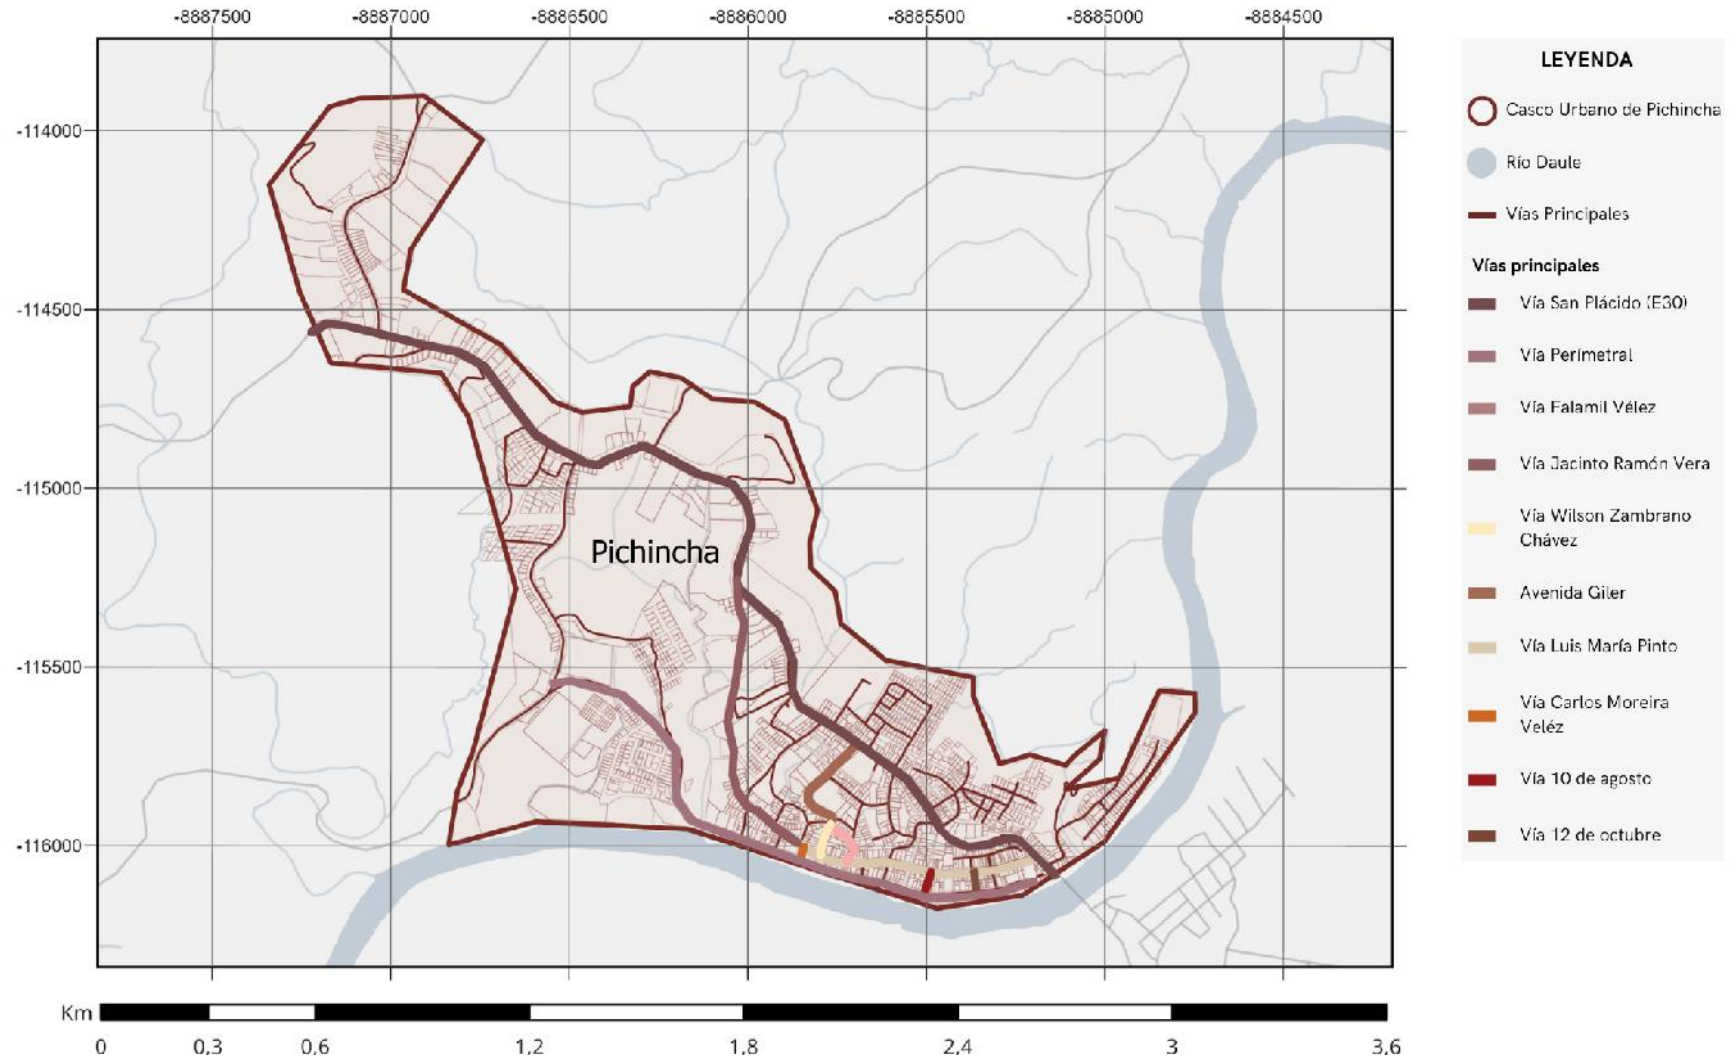 -8887500
-8887000
-8886500
-8886000
-8885500
-8885000
-8884500
-114000
-114500
-115000
-115500
-116000
Pichincha
Km
0
0,3
0,6
1,2
1,8
2,4
3
3,6
LEYENDA
Casco Urbano de Pichincha
Río Daule
Vías Principales
Vías principales
Vía San Plácido (E30)
Vía Perímetral
Vía Falamil Vélez
Vía Jacinto Ramón Vera
Vía Wilson Zambrano
Chávez
Avenida Giler
Vía Luis María Pinto
Vía Carlos Moreira
Veléz
Vía 10 de agosto
Vía 12 de octubre